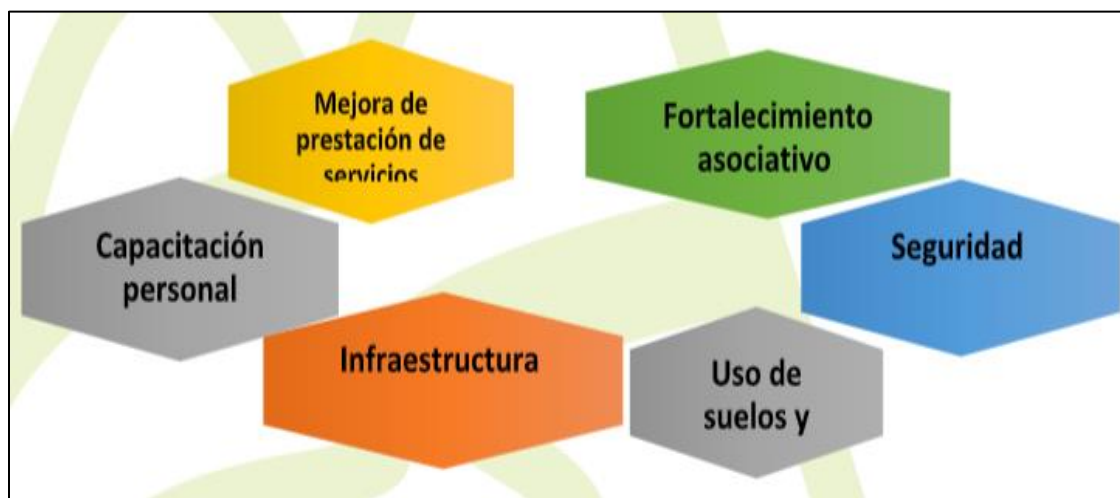 Mejora de
prestación de
servicios
Fortalecimiento
asociativo
Capacitación
personal
Seguridad
Infraestructura
Uso de
suelos y